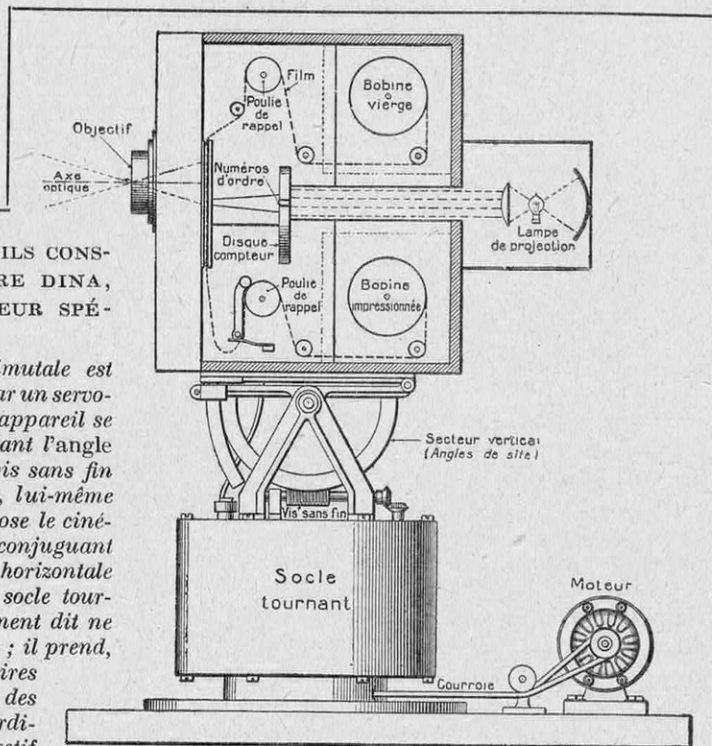 Objectif
Axe
optique
Poulie
de
rappel
Film
Bobine
vierge
Numéros
d'ordre
Disque
compteur
Lampe
de projection
Poulie
de
rappel
Bobine
impressionnée
Secteur vertical
(Angles de site)
Vis sans fin
Socle
tournant
Moteur
Courroie
ILS CONS-
RE DINA,
EUR SPÉ-
mutale est
ar un servo-
appareil se
ant l'angle
is sans fin
, lui-même
ose le ciné-
conjuguant
horizontale
socle tour-
ment dit ne
; il prend,
ires
des
rdi-